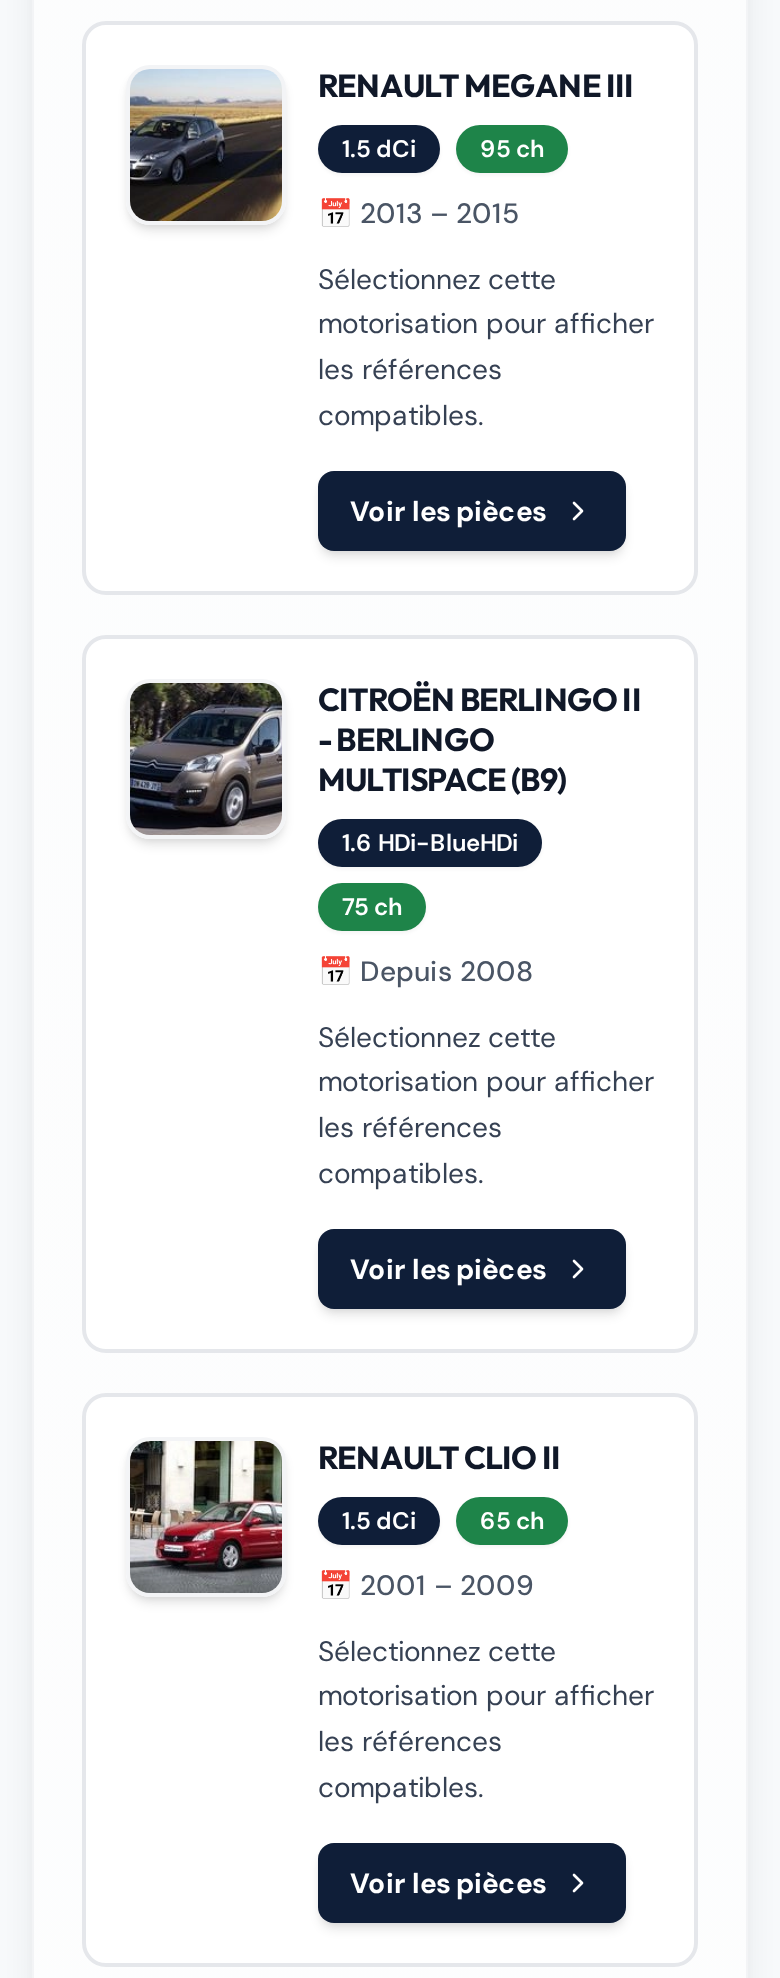 RENAULT MEGANE III
1.5 dCi
95 ch
📅 2013 – 2015
Sélectionnez cette
motorisation pour afficher
les références
compatibles.
Voir les pièces
CITROËN BERLINGO II
- BERLINGO
MULTISPACE (B9)
1.6 HDi-BlueHDi
75 ch
📅 Depuis 2008
Sélectionnez cette
motorisation pour afficher
les références
compatibles.
Voir les pièces
RENAULT CLIO II
1.5 dCi
65 ch
📅 2001 – 2009
Sélectionnez cette
motorisation pour afficher
les références
compatibles.
Voir les pièces